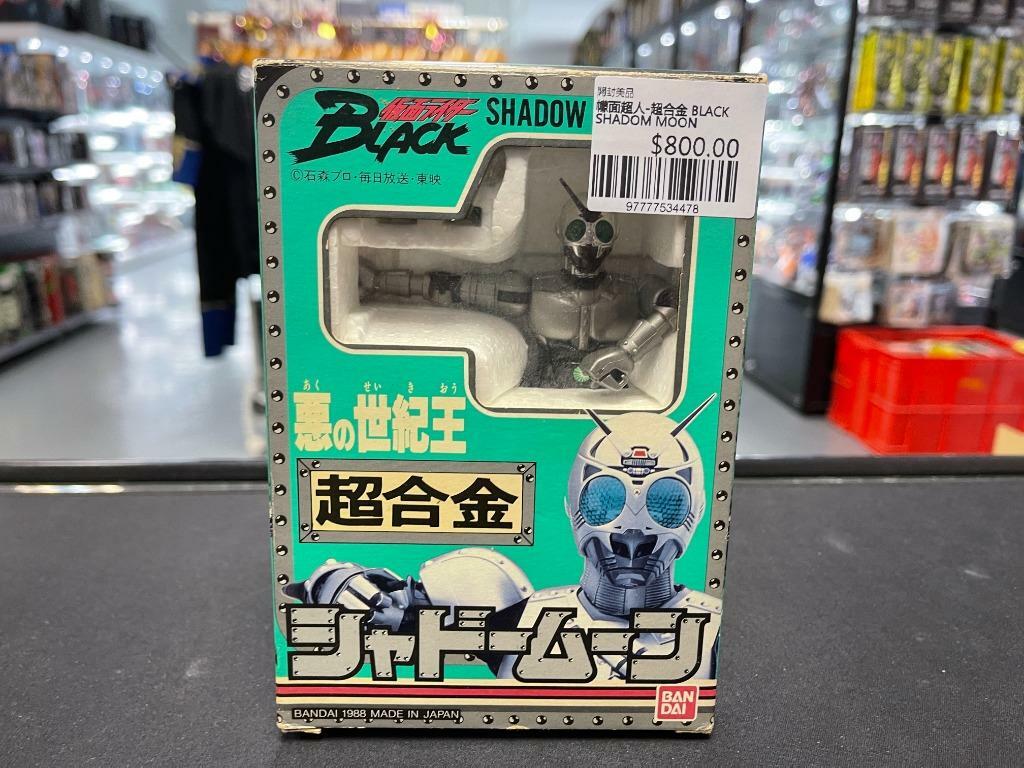 仮面ライダー
BLACK
SHADOW
©石森プロ・毎日放送・東映
開封美品
幪面超人-超合金 BLACK
SHADOM MOON
$800.00
97777534478
あく せいきおう
悪の世紀王
超合金
シャドームーン
BANDAI 1988 MADE IN JAPAN
BAN
DAI